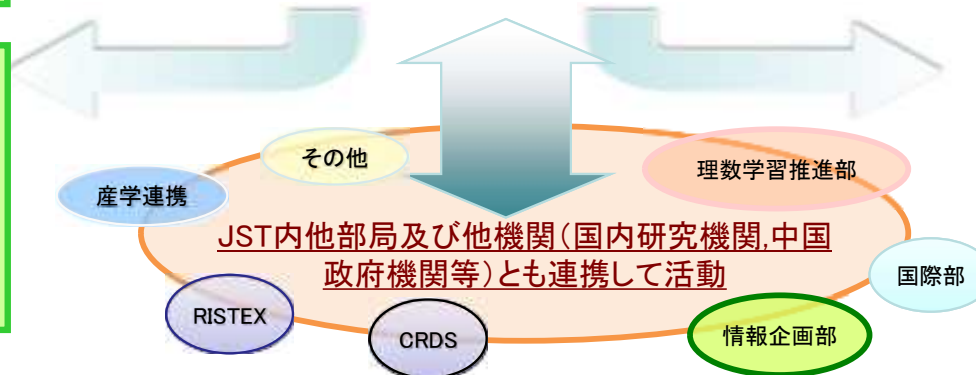 その他
理数学習推進部
産学連携
JST内他部局及び他機関(国内研究機関,中国
政府機関等)とも連携して活動
国際部
RISTEX
CRDS
情報企画部